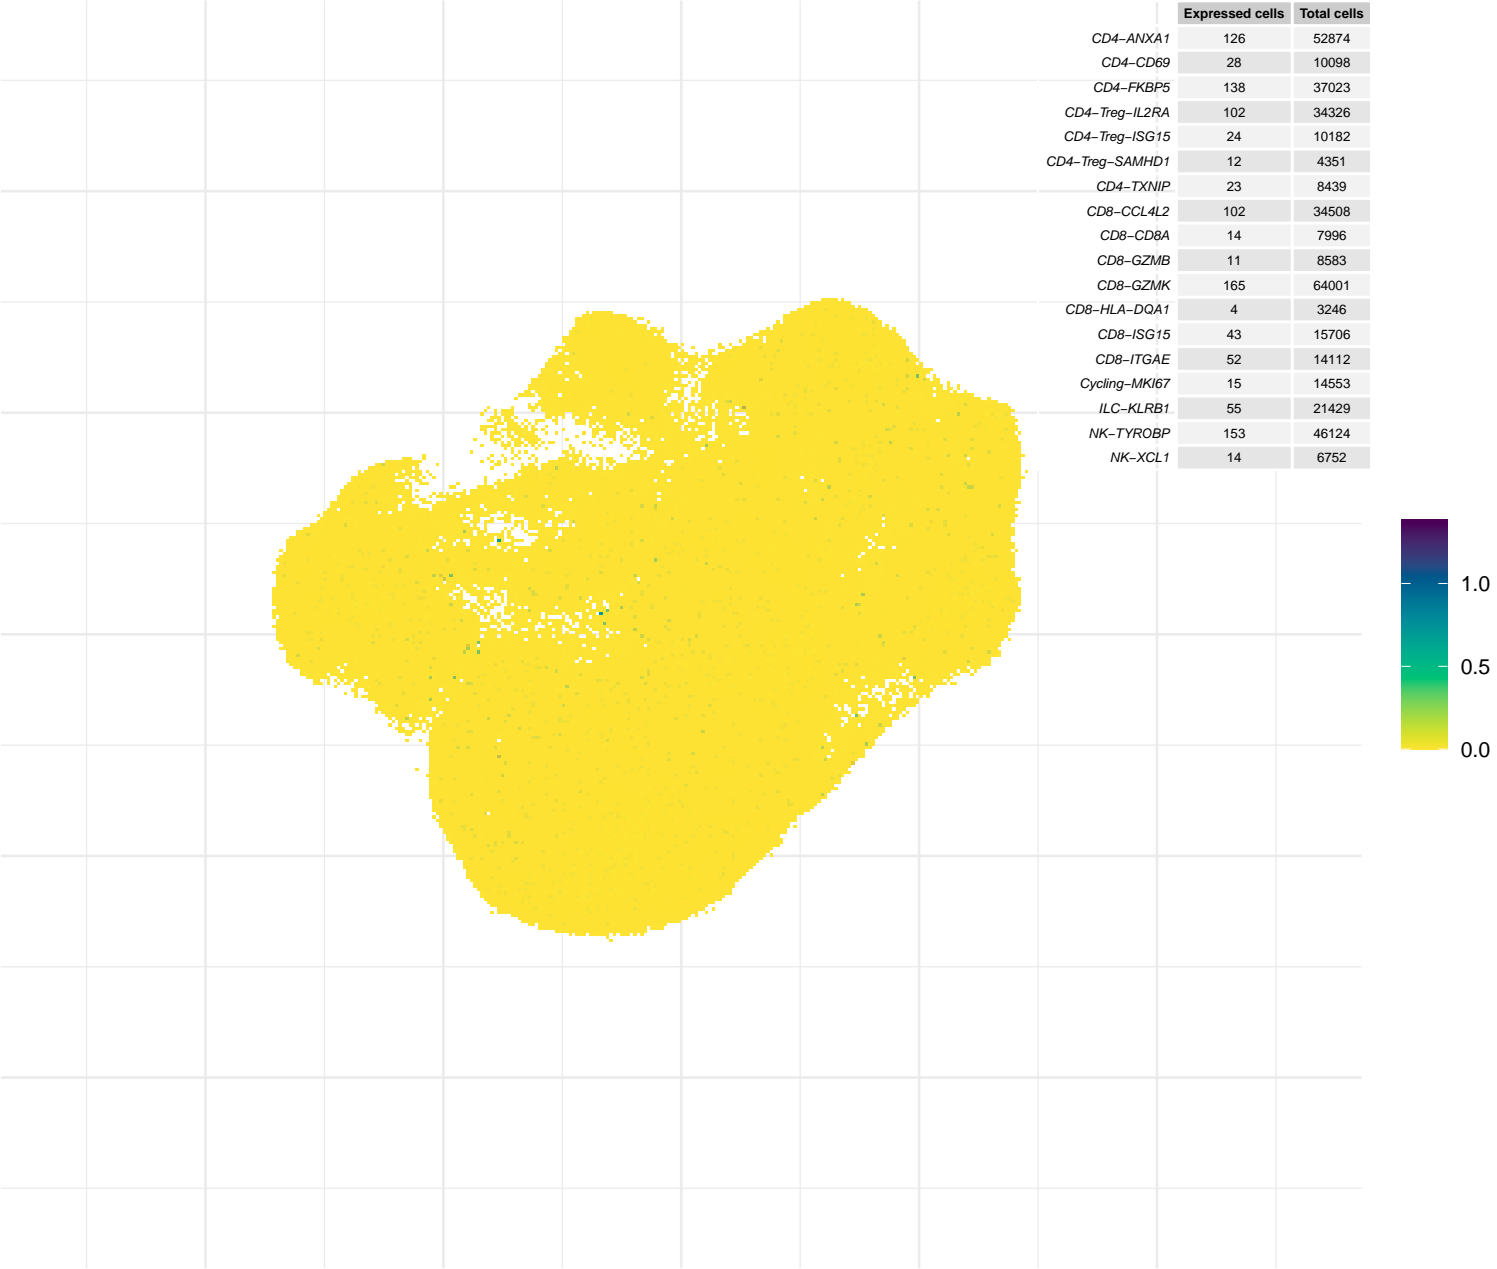 Expressed cells Total cells
CD4−ANXA1 126 52874
CD4−CD69 28 10098
CD4−FKBP5 138 37023
CD4−Treg−IL2RA 102 34326
CD4−Treg−ISG15 24 10182
CD4−Treg−SAMHD1 12 4351
CD4−TXNIP 23 8439
CD8−CCL4L2 102 34508
CD8−CD8A 14 7996
CD8−GZMB 11 8583
CD8−GZMK 165 64001
CD8−HLA−DQA1 4 3246
CD8−ISG15 43 15706
CD8−ITGAE 52 14112
Cycling−MKI67 15 14553
ILC−KLRB1 55 21429
NK−TYROBP 153 46124
NK−XCL1 14 6752
1.0
0.5
0.0